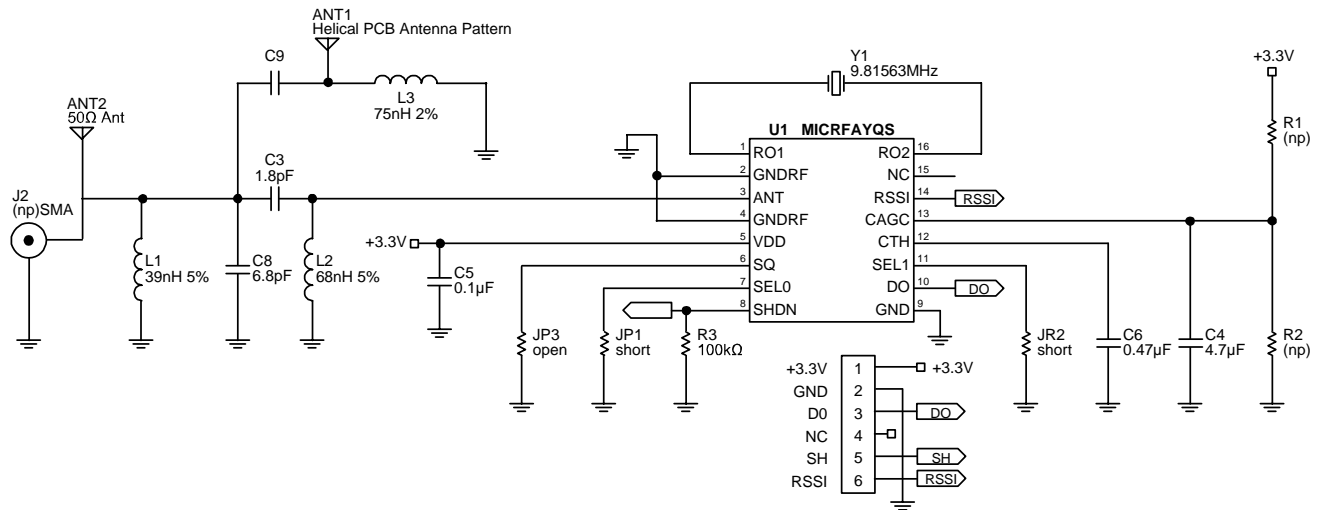 ANT1
Helical PCB Antenna Pattern
C9
L3
75nH 2%
ANT2
50Ω Ant
C3
1.8pF
J2
(np)SMA
L1
39nH 5%
C8
6.8pF
L2
68nH 5%
+3.3V
C5
0.1µF
JP3
open
JP1
short
R3
100kΩ
Y1
9.81563MHz
U1 MICRFAYQS
1 RO1
2 GNDRF
3 ANT
4 GNDRF
5 VDD
6 SQ
7 SEL0
8 SHDN
RO2 16
NC 15
RSSI 14 RSSI
CAGC 13
CTH 12
SEL1 11
DO 10 DO
GND 9
JR2
short
C6
0.47µF
C4
4.7µF
+3.3V
R1
(np)
R2
(np)
+3.3V 1 +3.3V
GND 2
D0 3 DO
NC 4
SH 5 SH
RSSI 6 RSSI